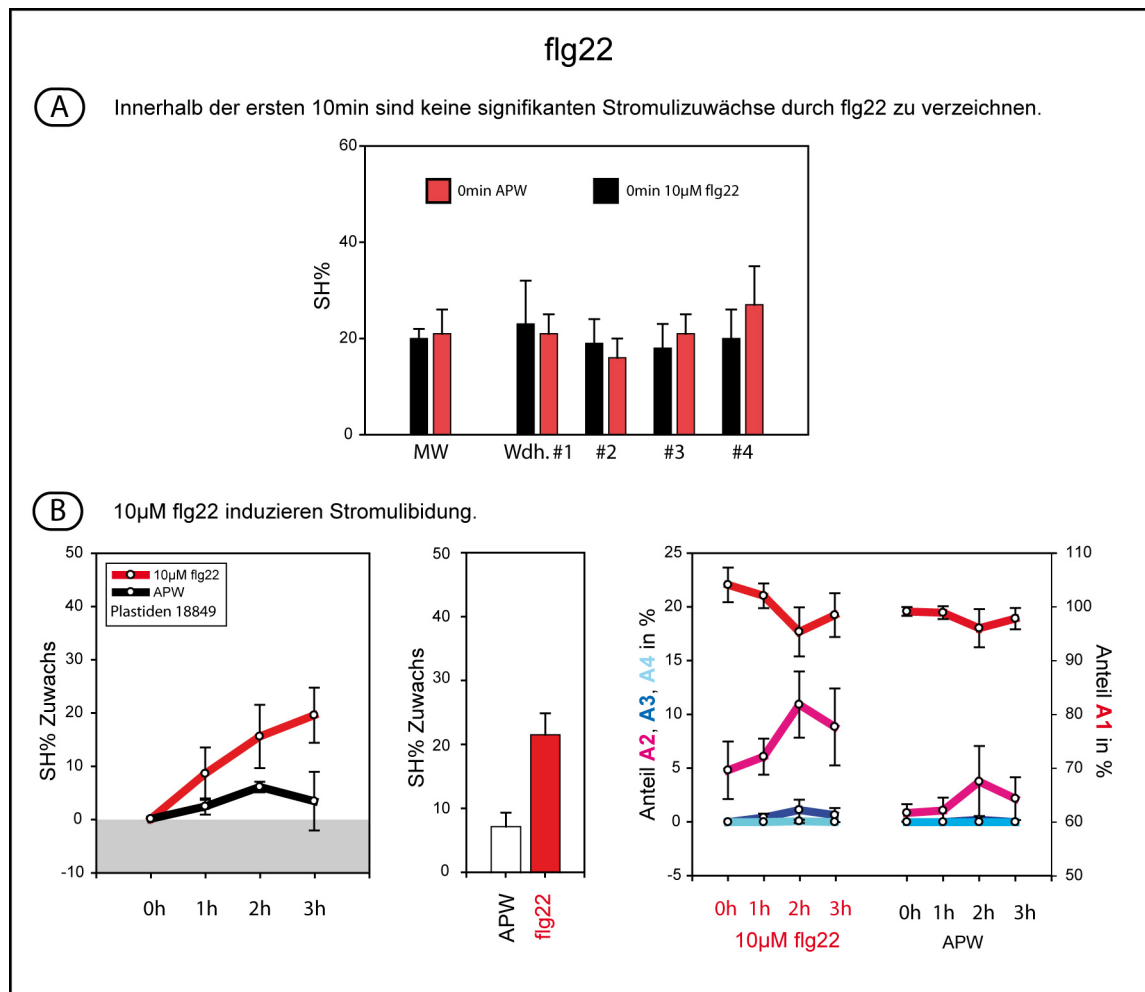 flg22
A
Innerhalb der ersten 10min sind keine signifikanten Stromulizuwächse durch flg22 zu verzeichnen.
60
40
20
0
SH%
0min APW
0min 10µM flg22
MW
Wdh. #1
#2
#3
#4
B
10µM flg22 induzieren Stromulibidung.
50
40
30
20
10
0
-10
SH% Zuwachs
10µM flg22
APW
Plastiden 18849
0h
1h
2h
3h
50
40
30
20
10
0
SH% Zuwachs
APW
flg22
25
20
15
10
5
0
-5
Anteil A2, A3, A4 in %
110
100
90
80
70
60
50
Anteil A1 in %
0h
1h
2h
3h
10µM flg22
0h
1h
2h
3h
APW